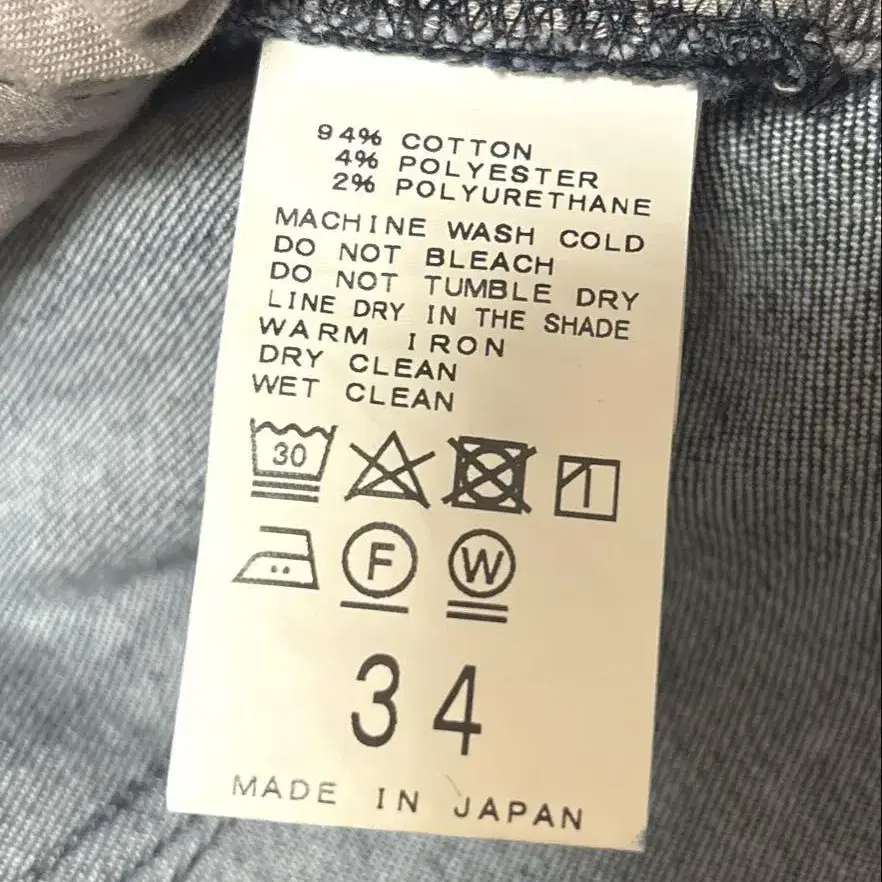 94% COTTON
4% POLYESTER
2% POLYURETHANE
MACHINE WASH COLD
DO NOT BLEACH
DO NOT TUMBLE DRY
LINE DRY IN THE SHADE
WARM IRON
DRY CLEAN
WET CLEAN
30
F W
34
MADE IN JAPAN